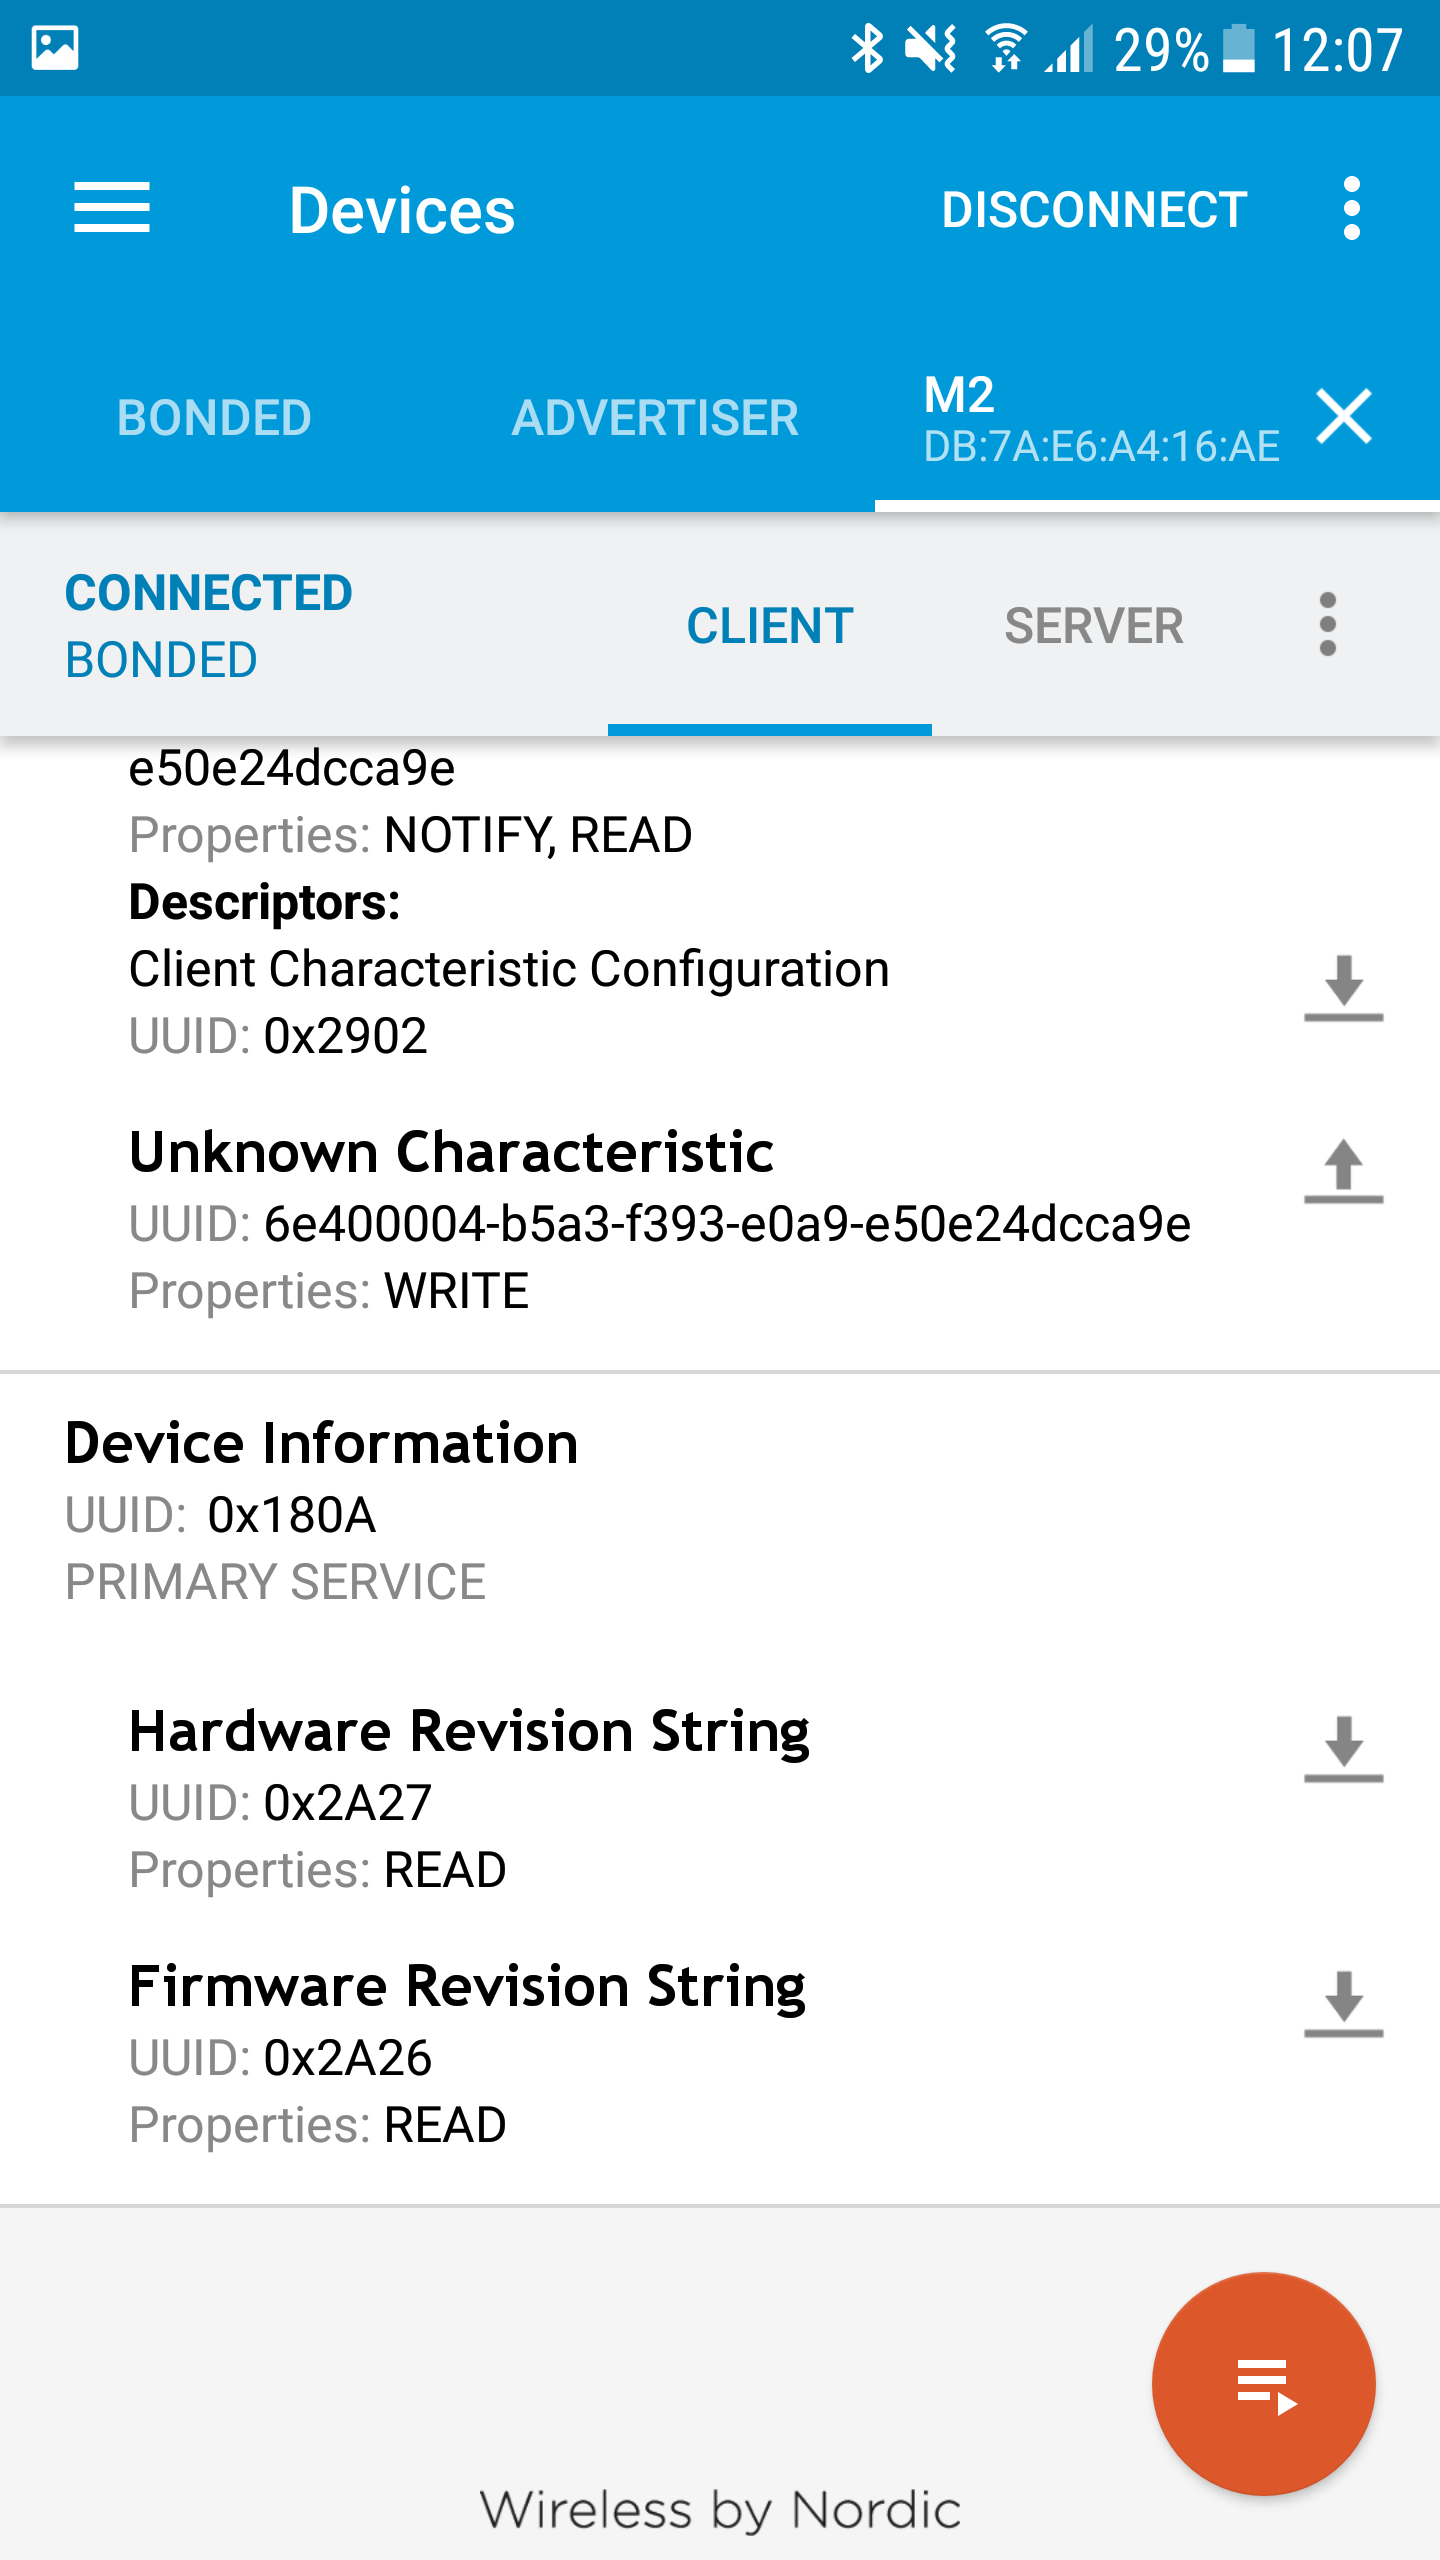 29% 12:07
Devices DISCONNECT
BONDED ADVERTISER M2
DB:7A:E6:A4:16:AE
CONNECTED
BONDED
CLIENT SERVER
e50e24dcca9e
Properties: NOTIFY, READ
Descriptors:
Client Characteristic Configuration
UUID: 0x2902
Unknown Characteristic
UUID: 6e400004-b5a3-f393-e0a9-e50e24dcca9e
Properties: WRITE
Device Information
UUID: 0x180A
PRIMARY SERVICE
Hardware Revision String
UUID: 0x2A27
Properties: READ
Firmware Revision String
UUID: 0x2A26
Properties: READ
Wireless by Nordic